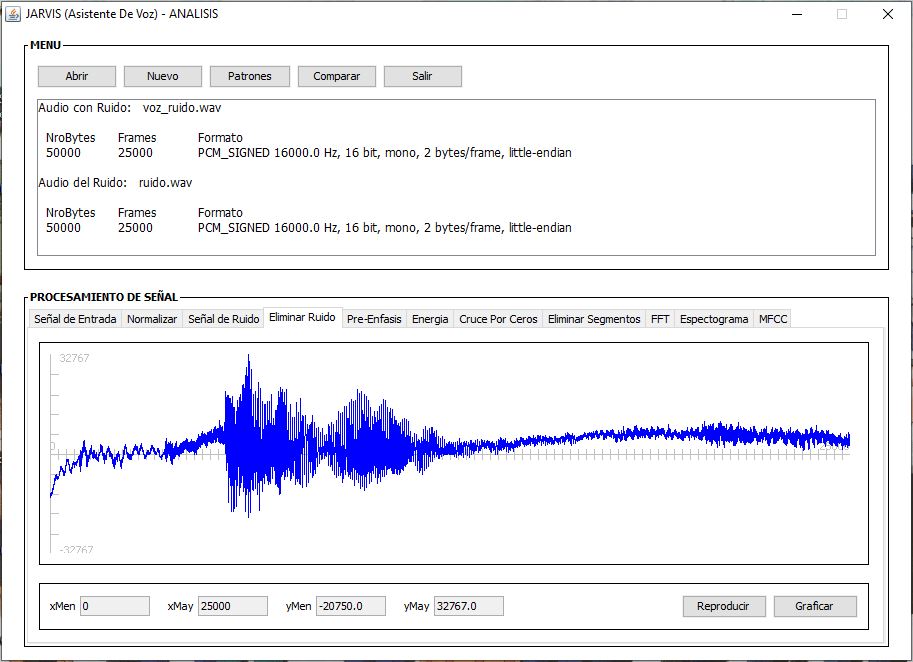 JARVIS (Asistente De Voz) - ANALISIS
MENU
Abrir Nuevo Patrones Comparar Salir
Audio con Ruido: voz_ruido.wav
NroBytes Frames Formato
50000 25000 PCM_SIGNED 16000.0 Hz, 16 bit, mono, 2 bytes/frame, little-endian
Audio del Ruido: ruido.wav
NroBytes Frames Formato
50000 25000 PCM_SIGNED 16000.0 Hz, 16 bit, mono, 2 bytes/frame, little-endian
PROCESAMIENTO DE SEÑAL
Señal de Entrada Normalizar Señal de Ruido Eliminar Ruido Pre-Enfasis Energia Cruce Por Ceros Eliminar Segmentos FFT Espectograma MFCC
32767
0
-32767
xMen 0 xMay 25000 yMen -20750.0 yMay 32767.0 Reproducir Graficar